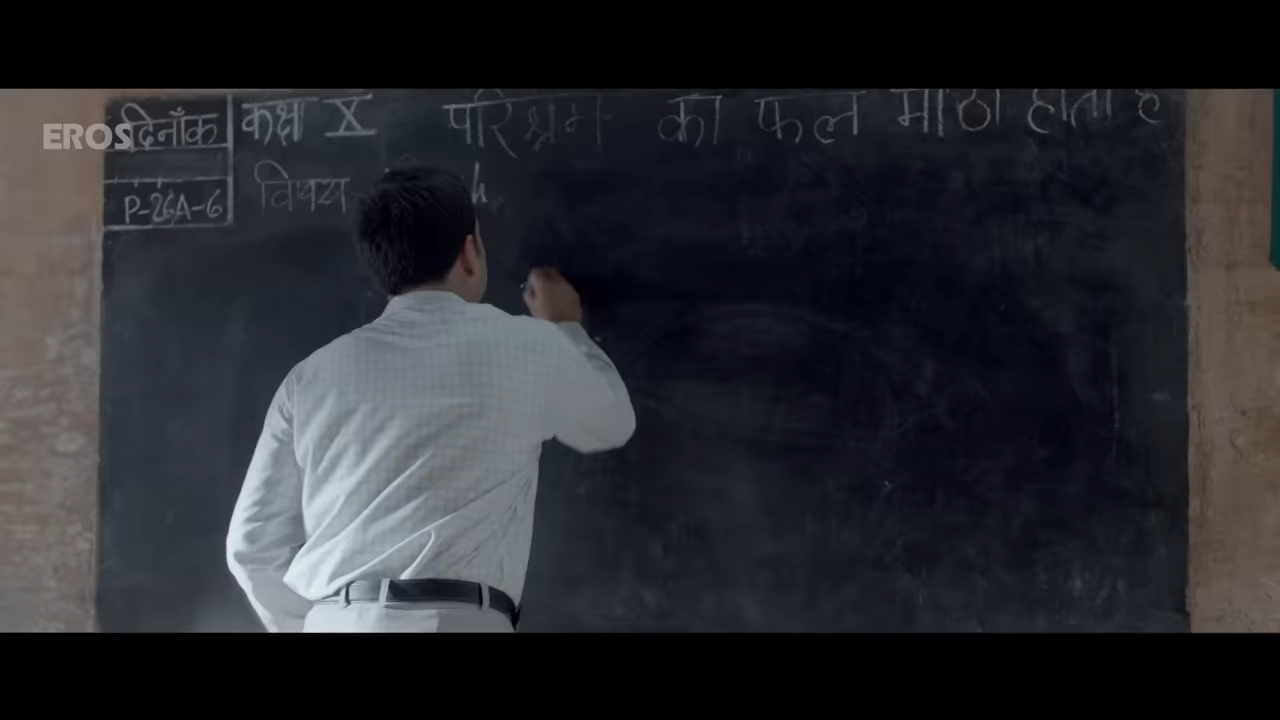 EROS
दिनाँक
कक्षा X परिश्रम का फल मीठा होता है
P-26A-6
विषय